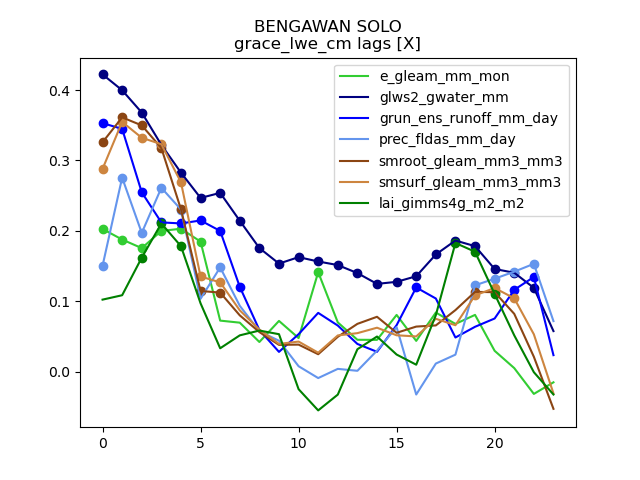 BENGAWAN SOLO
grace_lwe_cm lags [X]
e_gleam_mm_mon
glws2_gwater_mm
grun_ens_runoff_mm_day
prec_fldas_mm_day
smroot_gleam_mm3_mm3
smsurf_gleam_mm3_mm3
lai_gimms4g_m2_m2
0.4
0.3
0.2
0.1
0.0
0 5 10 15 20